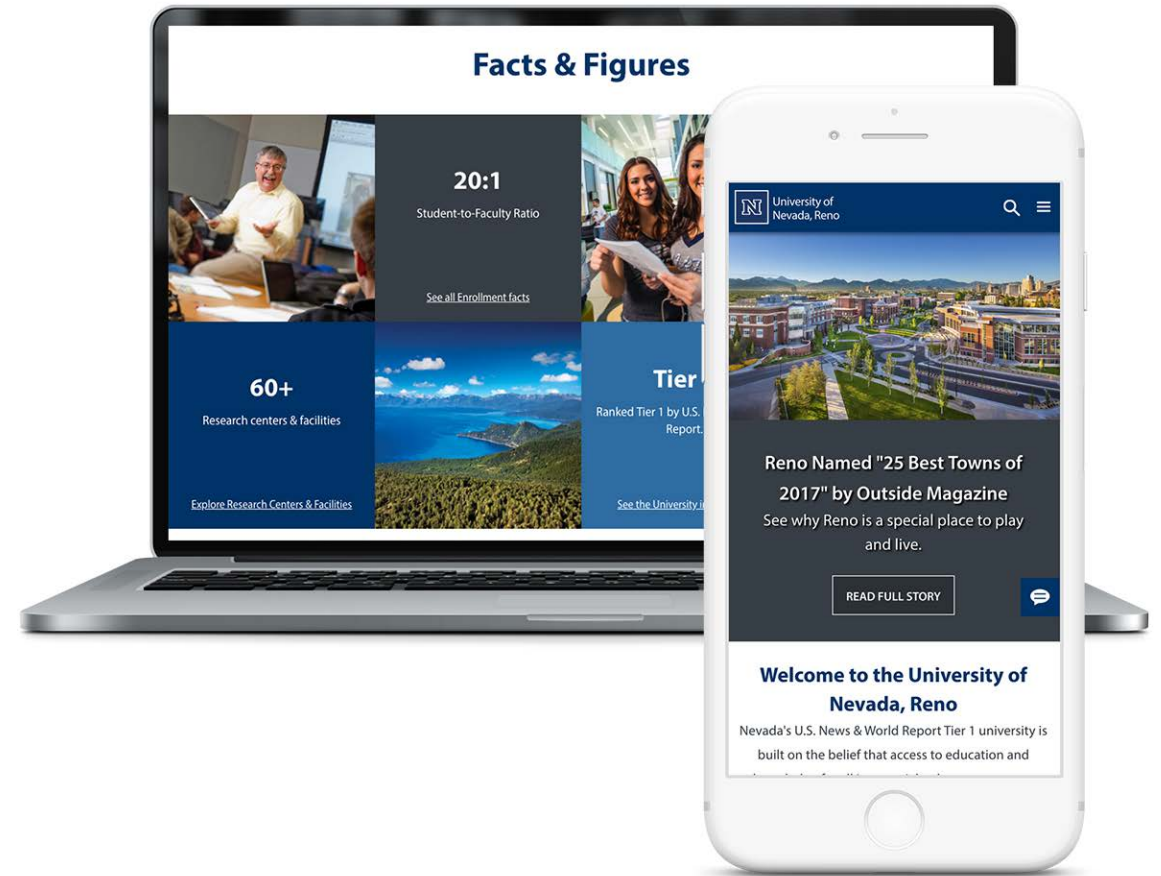 Facts & Figures
20:1
Student-to-Faculty Ratio
See all Enrollment facts
60+
Research centers & facilities
Explore Research Centers & Facilities
Tier
Ranked Tier 1 by U.S.
Report.
See the University
N
University of
Nevada, Reno
Reno Named "25 Best Towns of
2017" by Outside Magazine
See why Reno is a special place to play
and live.
READ FULL STORY
Welcome to the University of
Nevada, Reno
Nevada's U.S. News & World Report Tier 1 university is
built on the belief that access to education and